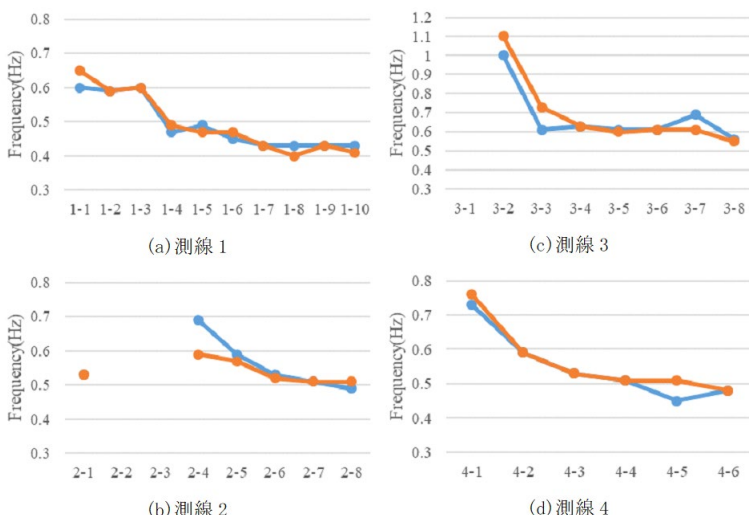 0.8
0.7
0.6
0.5
0.4
0.3
Frequency(Hz)
1-1 1-2 1-3 1-4 1-5 1-6 1-7 1-8 1-9 1-10
(a)測線1
1.2
1.1
1
0.9
0.8
0.7
0.6
0.5
0.4
0.3
Frequency(Hz)
3-1 3-2 3-3 3-4 3-5 3-6 3-7 3-8
(c)測線3
0.8
0.7
0.6
0.5
0.4
0.3
Frequency(Hz)
2-1 2-2 2-3 2-4 2-5 2-6 2-7 2-8
(b)測線2
0.8
0.7
0.6
0.5
0.4
0.3
Frequency(Hz)
4-1 4-2 4-3 4-4 4-5 4-6
(d)測線4